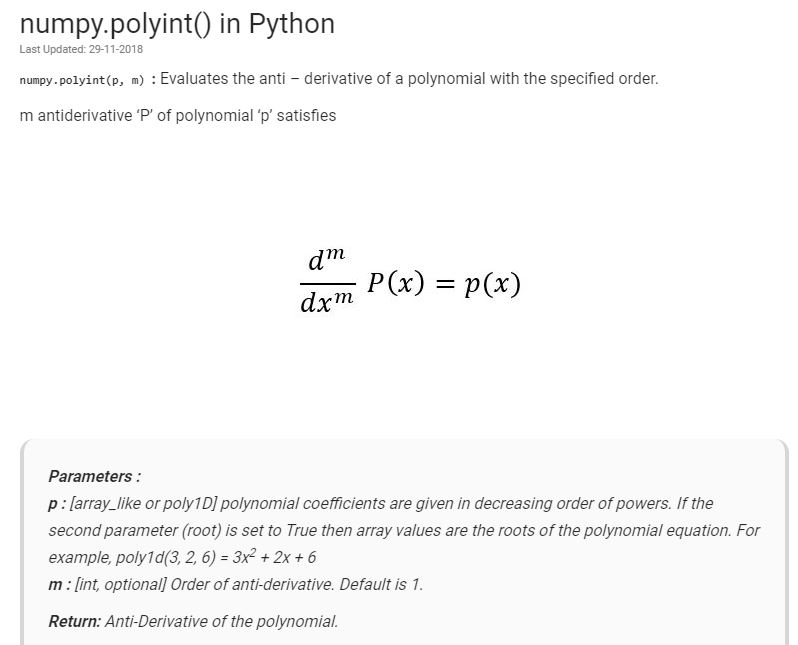 numpy.polyint() in Python
Last Updated: 29-11-2018
numpy.polyint(p, m) : Evaluates the anti – derivative of a polynomial with the specified order.
m antiderivative ‘P’ of polynomial ‘p’ satisfies
dᵐ/dxᵐ P(x) = p(x)
Parameters :
p : [array_like or poly1D] polynomial coefficients are given in decreasing order of powers. If the
second parameter (root) is set to True then array values are the roots of the polynomial equation. For
example, poly1d(3, 2, 6) = 3x² + 2x + 6
m : [int, optional] Order of anti-derivative. Default is 1.
Return: Anti-Derivative of the polynomial.